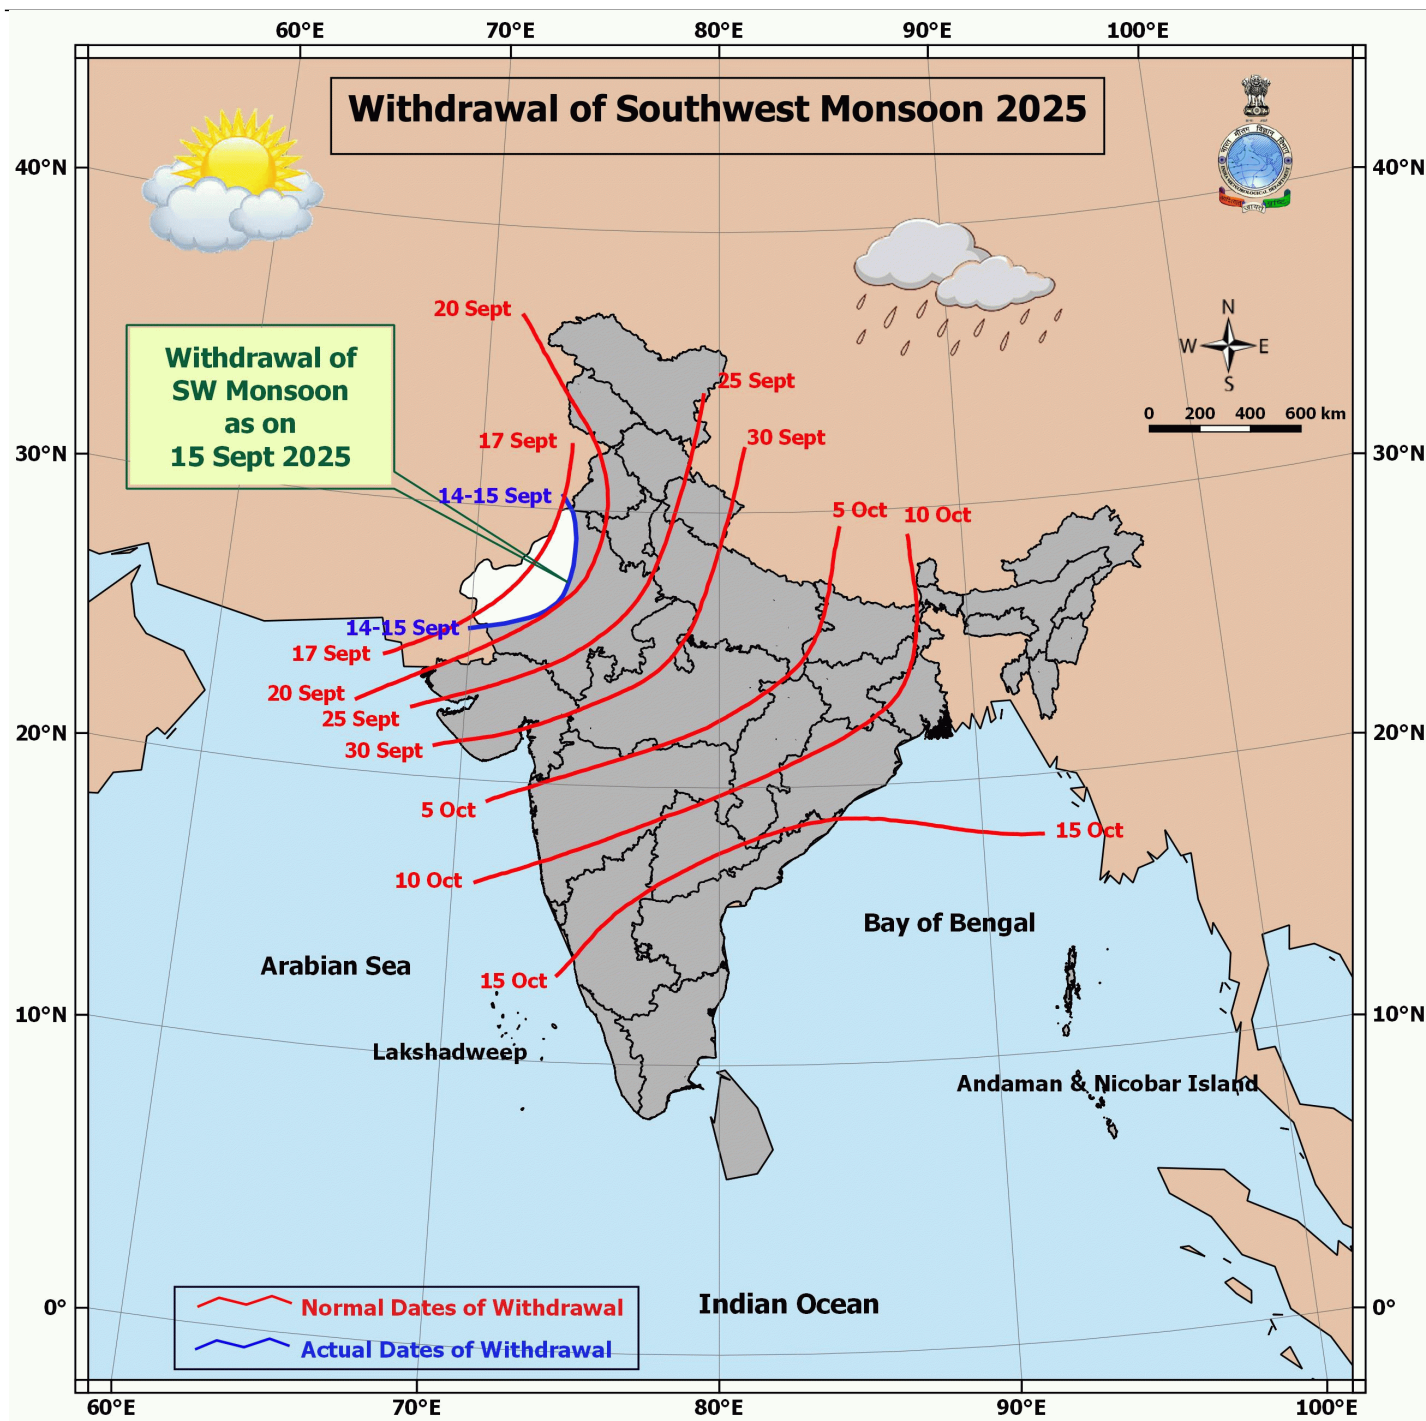 60°E 70°E 80°E 90°E 100°E
Withdrawal of Southwest Monsoon 2025
40°N
40°N
20 Sept
N
W E
S
Withdrawal of
SW Monsoon
as on
15 Sept 2025
25 Sept
0 200 400 600 km
17 Sept
30 Sept
30°N
30°N
14-15 Sept
5 Oct
10 Oct
14-15 Sept
17 Sept
20 Sept
25 Sept
20°N
20°N
30 Sept
5 Oct
15 Oct
10 Oct
Bay of Bengal
Arabian Sea
15 Oct
10°N
10°N
Lakshadweep
Andaman & Nicobar Island
0°
0°
Normal Dates of Withdrawal
Indian Ocean
Actual Dates of Withdrawal
60°E 70°E 80°E 90°E 100°E